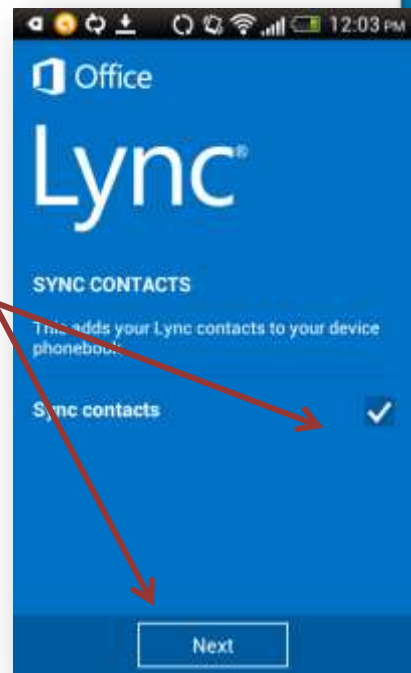 12:03 PM
Office
Lync®
SYNC CONTACTS
This adds your Lync contacts to your device
phonebook
Sync contacts
Next